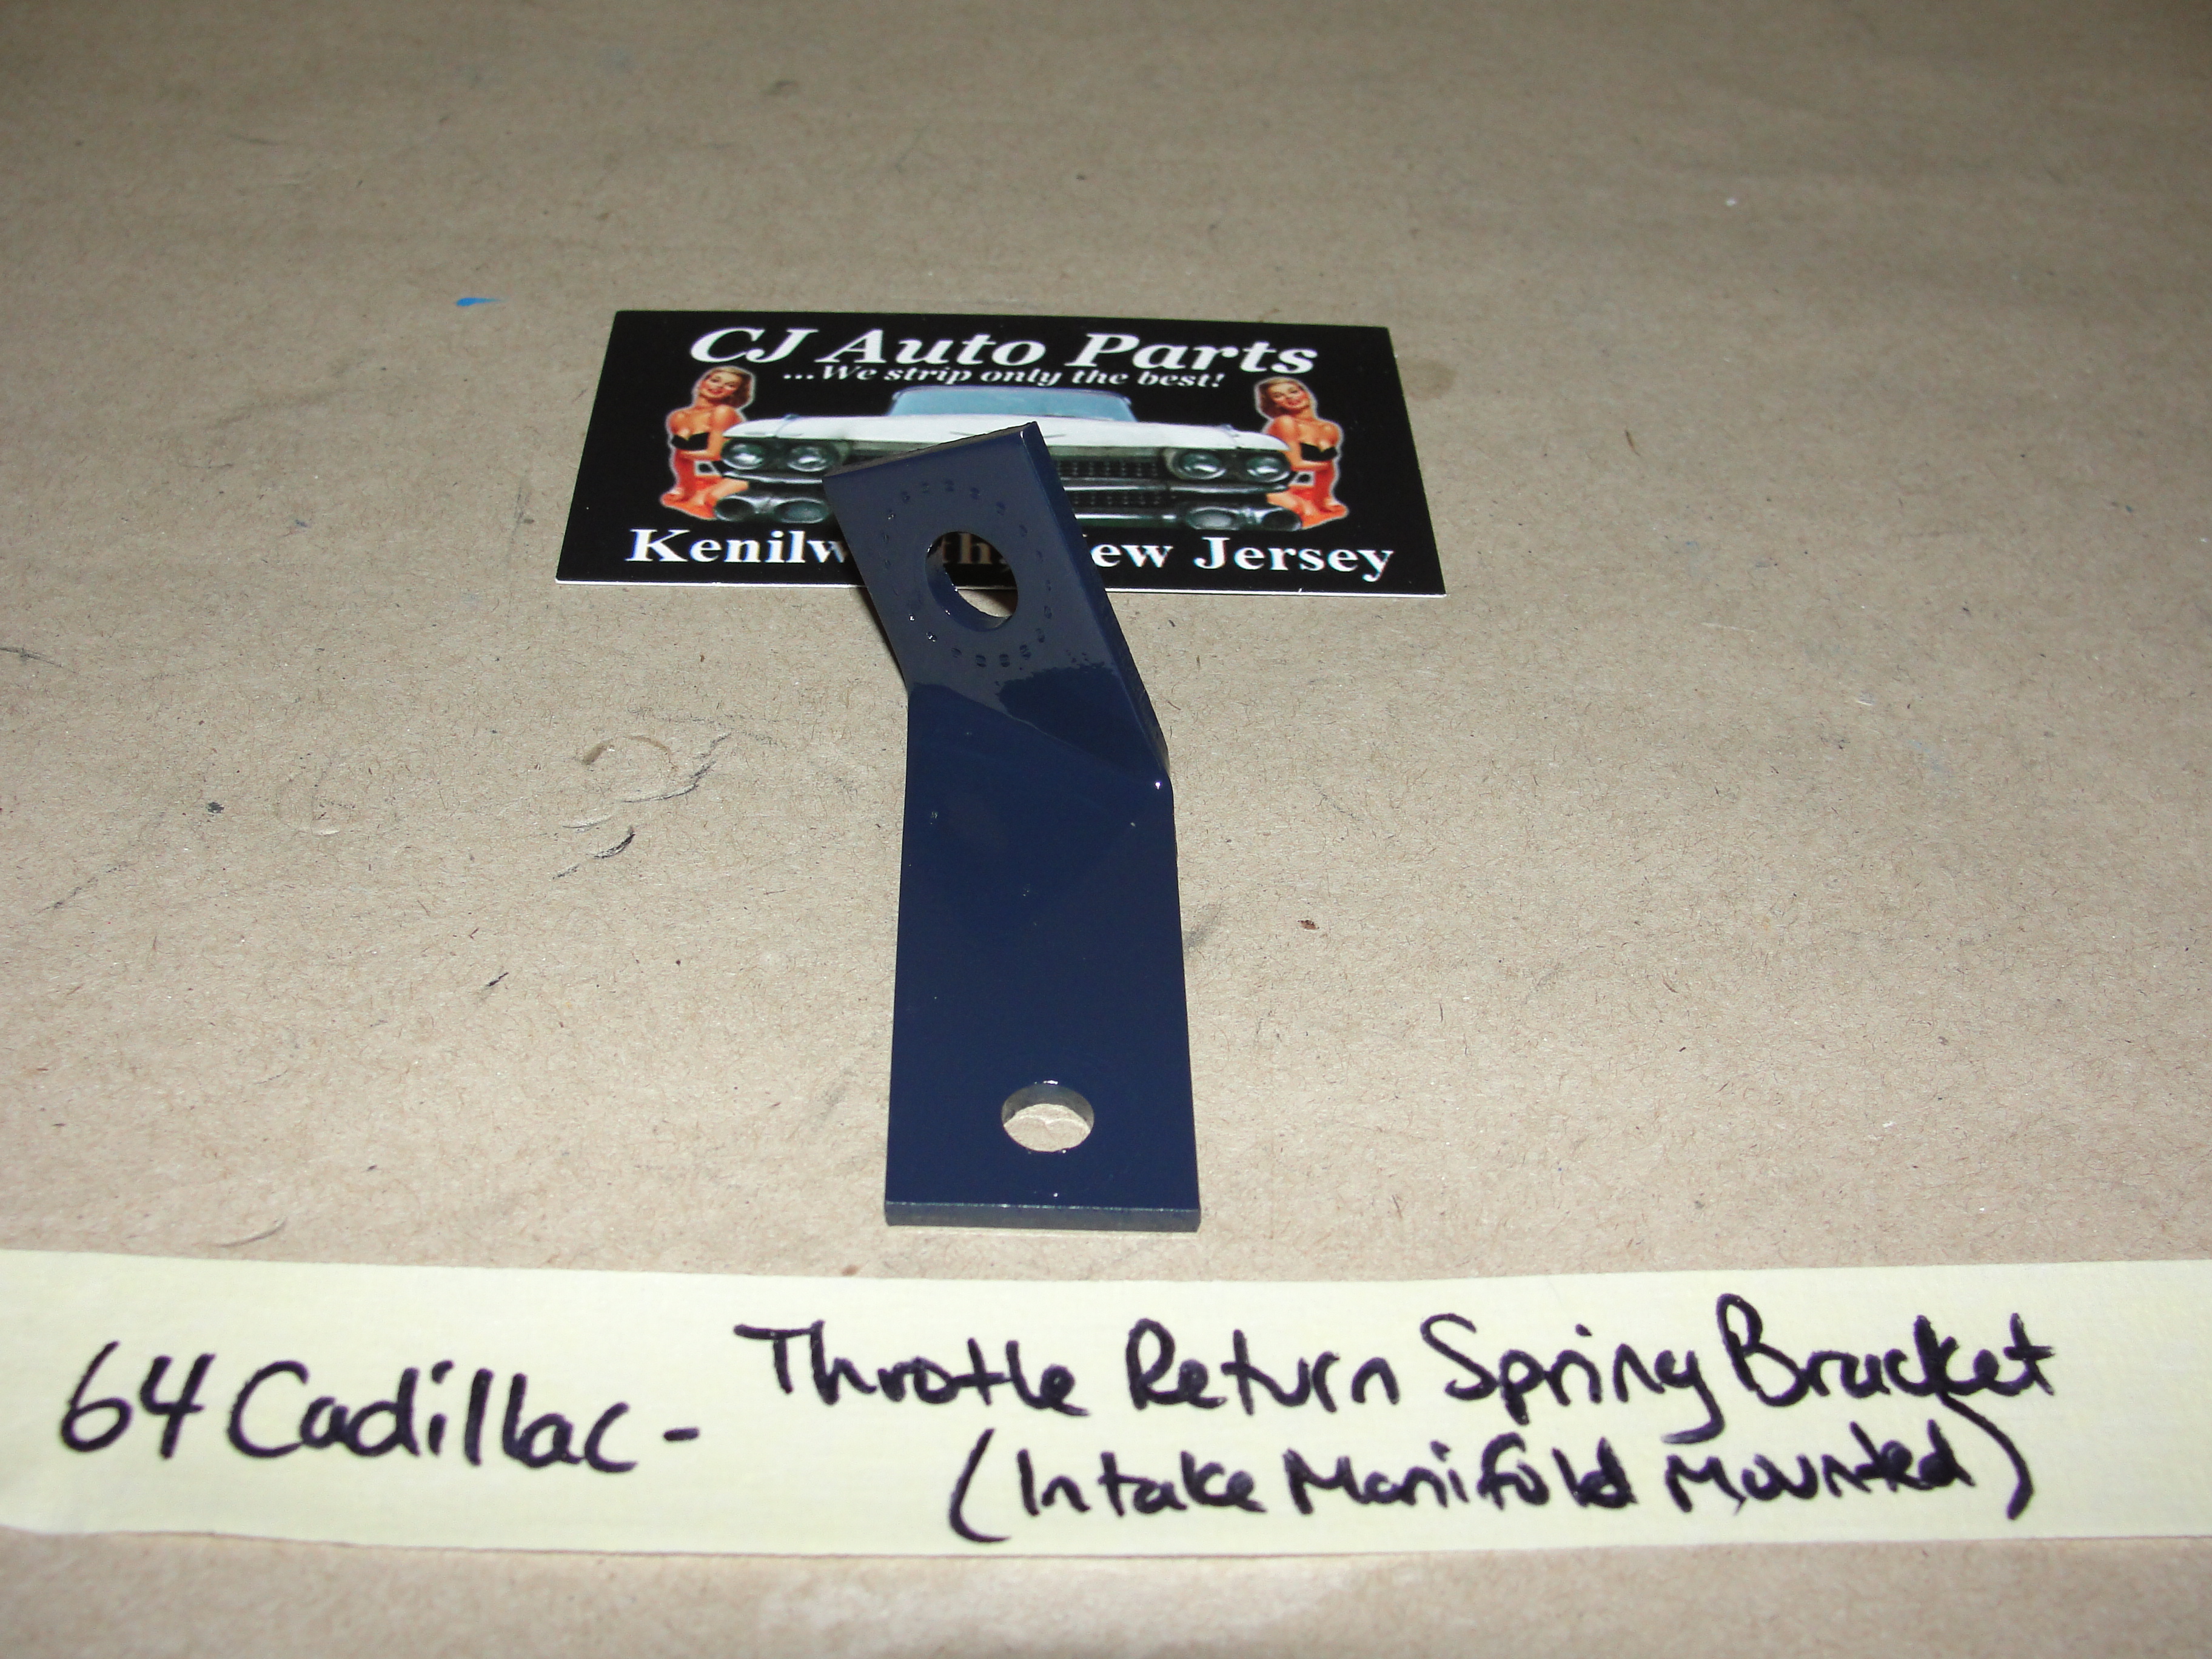 CJ Auto Parts
...We strip only the best!
Kenilw th, ew Jersey
64 Cadillac - Throttle Return Spring Bracket
(Intake Manifold Mounted)